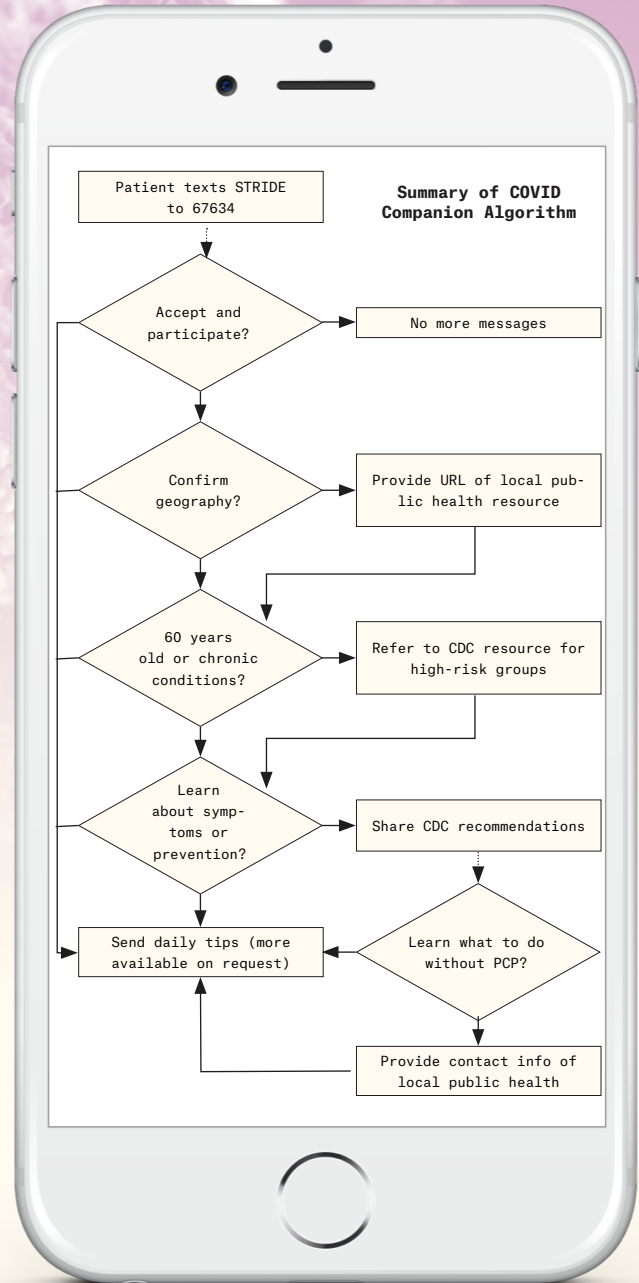 Patient texts STRIDE
to 67634
Summary of COVID
Companion Algorithm
Accept and
participate?
No more messages
Confirm
geography?
Provide URL of local pub-
lic health resource
60 years
old or chronic
conditions?
Refer to CDC resource for
high-risk groups
Learn
about symp-
toms or
prevention?
Share CDC recommendations
Send daily tips (more
available on request)
Learn what to do
without PCP?
Provide contact info of
local public health